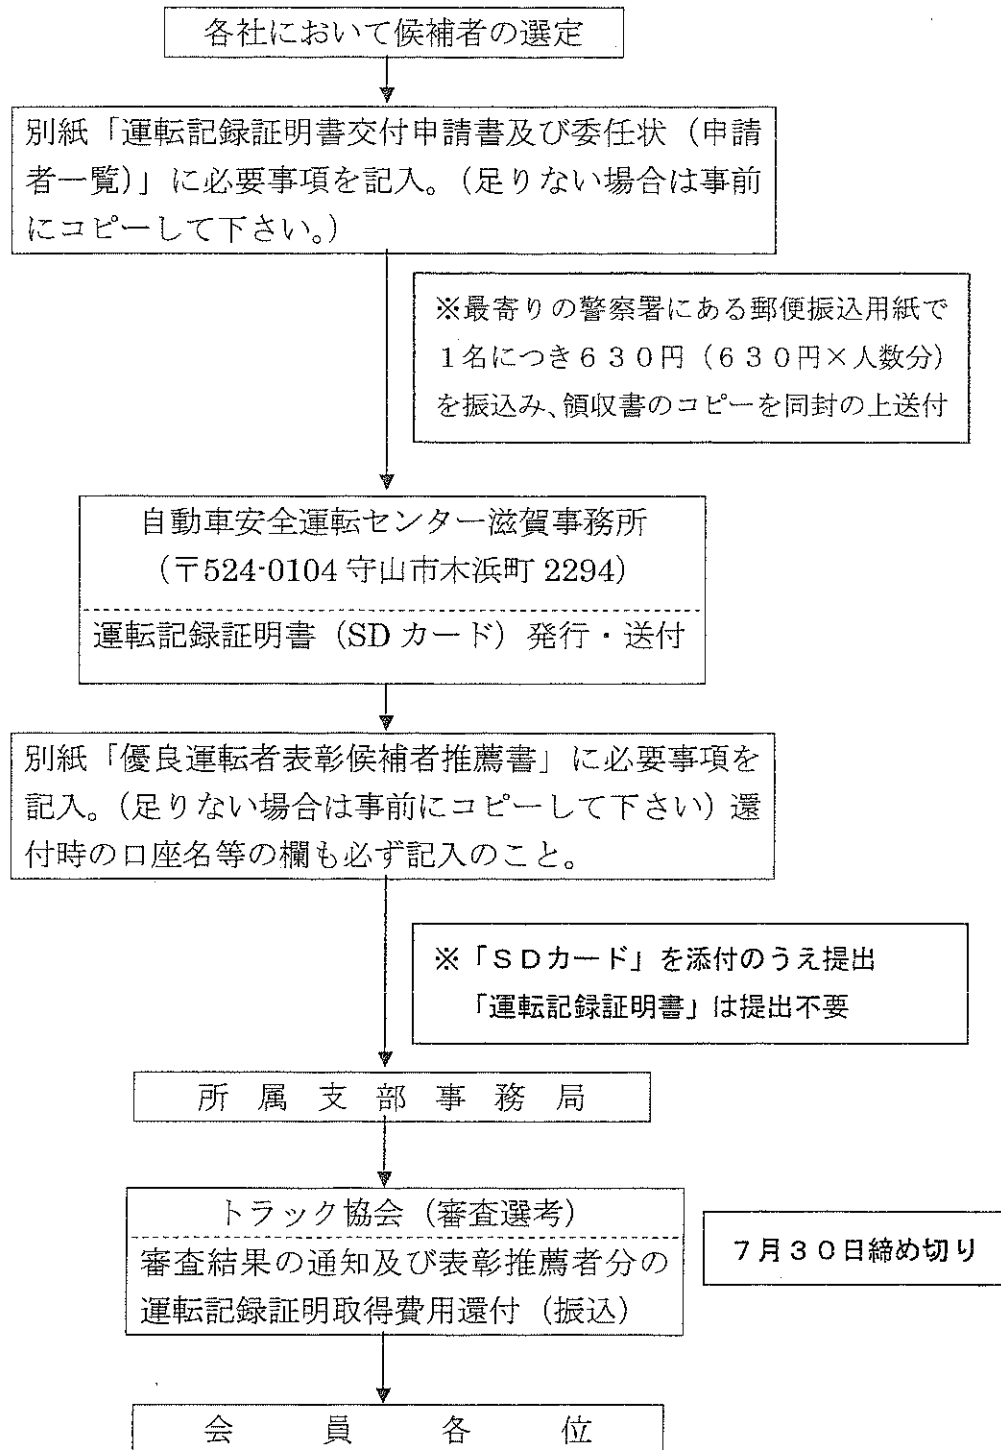 各社において候補者の選定
別紙「運転記録証明書交付申請書及び委任状（申請
者一覧）」に必要事項を記入。（足りない場合は事前
にコピーして下さい。）
※最寄りの警察署にある郵便振込用紙で
１名につき６３０円（６３０円×人数分）
を振込み、領収書のコピーを同封の上送付
自動車安全運転センター滋賀事務所
（〒524-0104 守山市木浜町 2294）
運転記録証明書（SD カード）発行・送付
別紙「優良運転者表彰候補者推薦書」に必要事項を
記入。（足りない場合は事前にコピーして下さい）還
付時の口座名等の欄も必ず記入のこと。
※「ＳＤカード」を添付のうえ提出
「運転記録証明書」は提出不要
所　属　支　部　事　務　局
トラック協会（審査選考）
審査結果の通知及び表彰推薦者分の
運転記録証明取得費用還付（振込）
７月３０日締め切り
会　員　各　位